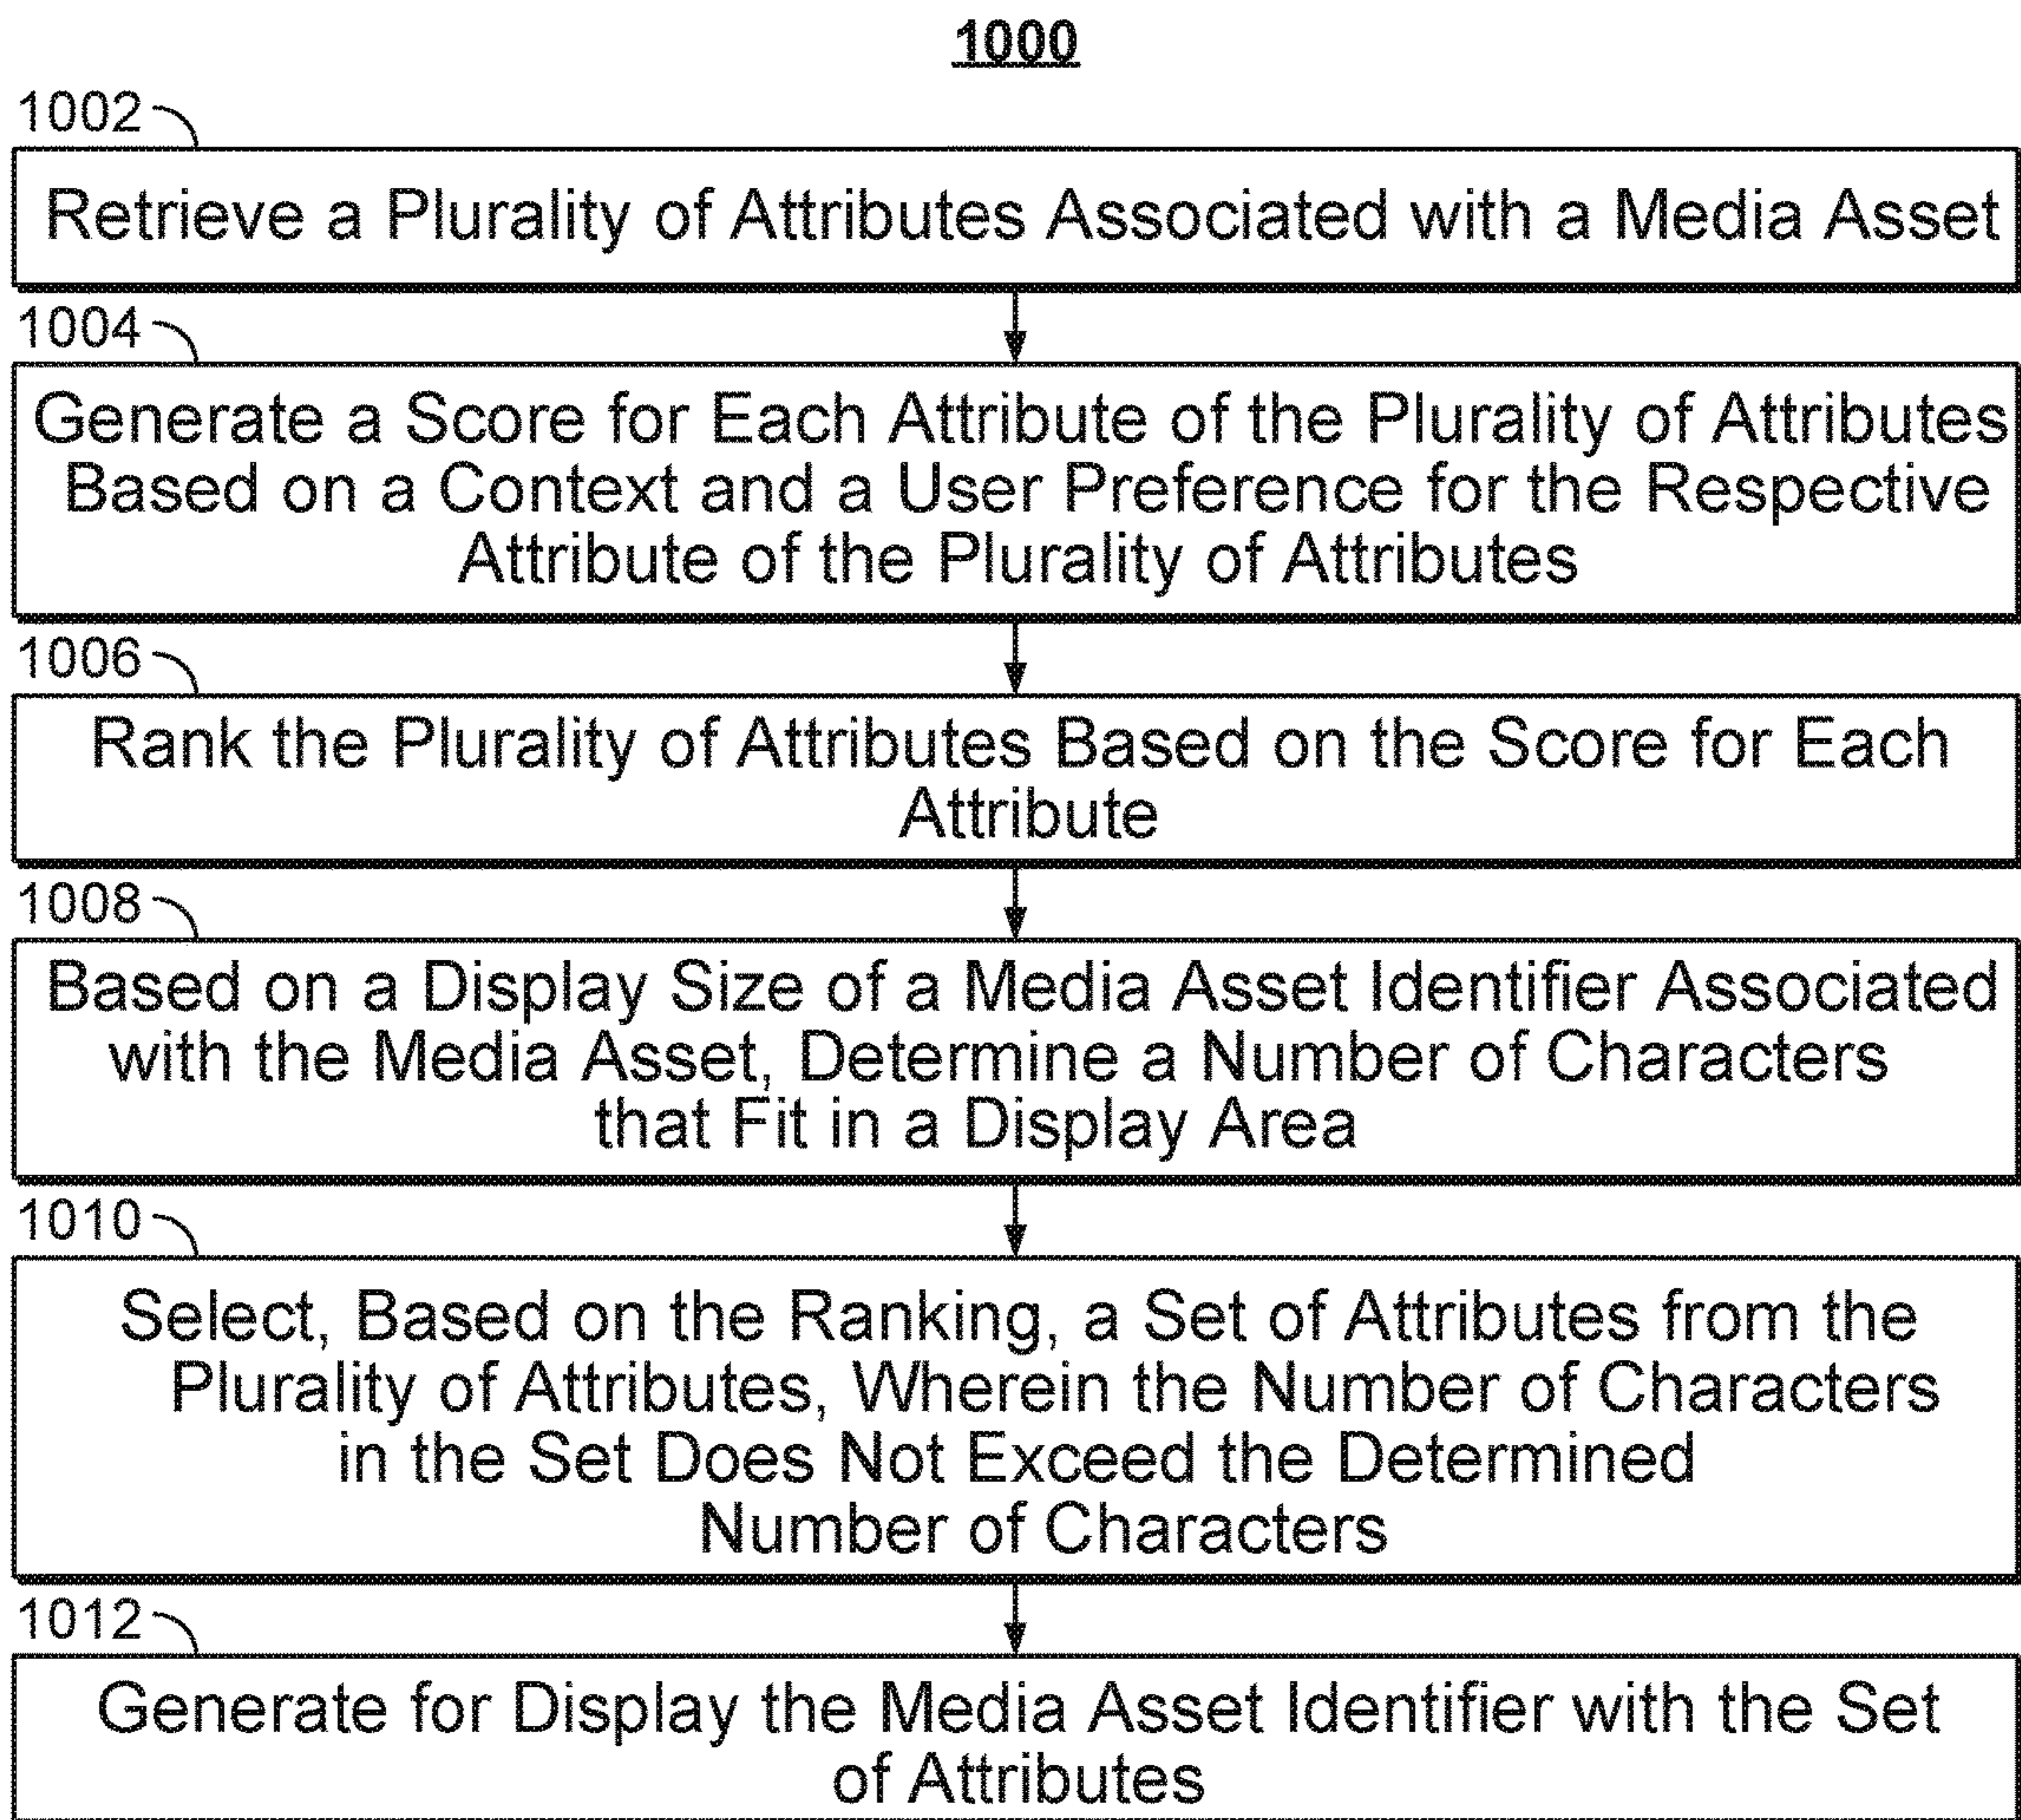 1000
1002
Retrieve a Plurality of Attributes Associated with a Media Asset
1004
Generate a Score for Each Attribute of the Plurality of Attributes
Based on a Context and a User Preference for the Respective
Attribute of the Plurality of Attributes
1006
Rank the Plurality of Attributes Based on the Score for Each
Attribute
1008
Based on a Display Size of a Media Asset Identifier Associated
with the Media Asset, Determine a Number of Characters
that Fit in a Display Area
1010
Select, Based on the Ranking, a Set of Attributes from the
Plurality of Attributes, Wherein the Number of Characters
in the Set Does Not Exceed the Determined
Number of Characters
1012
Generate for Display the Media Asset Identifier with the Set
of Attributes